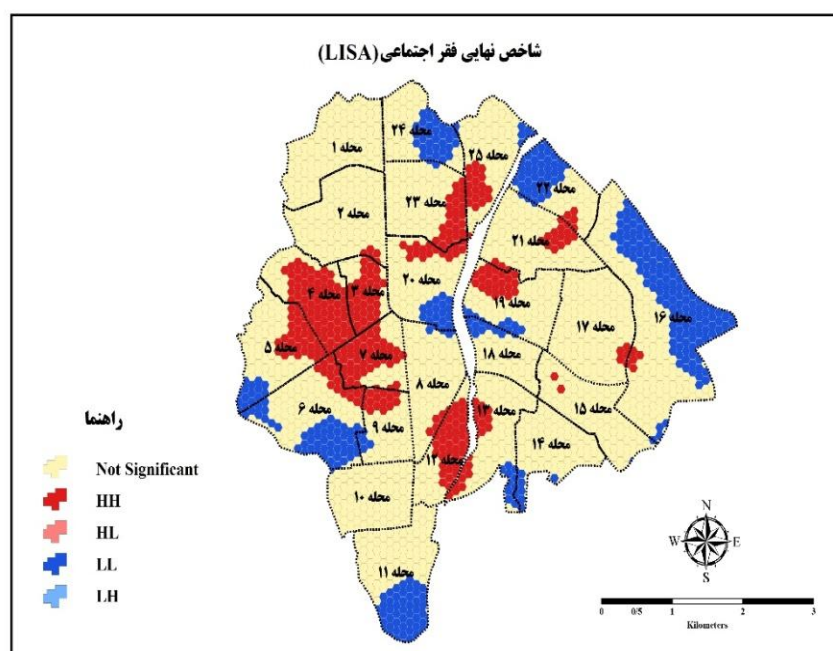 شاخص نهایی فقر اجتماعی (LISA)
محله ۲۴
محله ۱
محله ۲۵
محله ۲۲
محله ۲
محله ۲۳
محله ۲۱
محله ۲۰
محله ۳
محله ۴
محله ۱۹
محله ۱۷
محله ۱۶
محله ۵
محله ۷
محله ۱۸
محله ۸
محله ۶
محله ۱۵
محله ۱۳
محله ۹
محله ۱۲
محله ۱۴
محله ۱۰
محله ۱۱
راهنما
Not Significant
HH
HL
LL
LH
N
W E
S
0 0/5 1 2 3
Kilometers